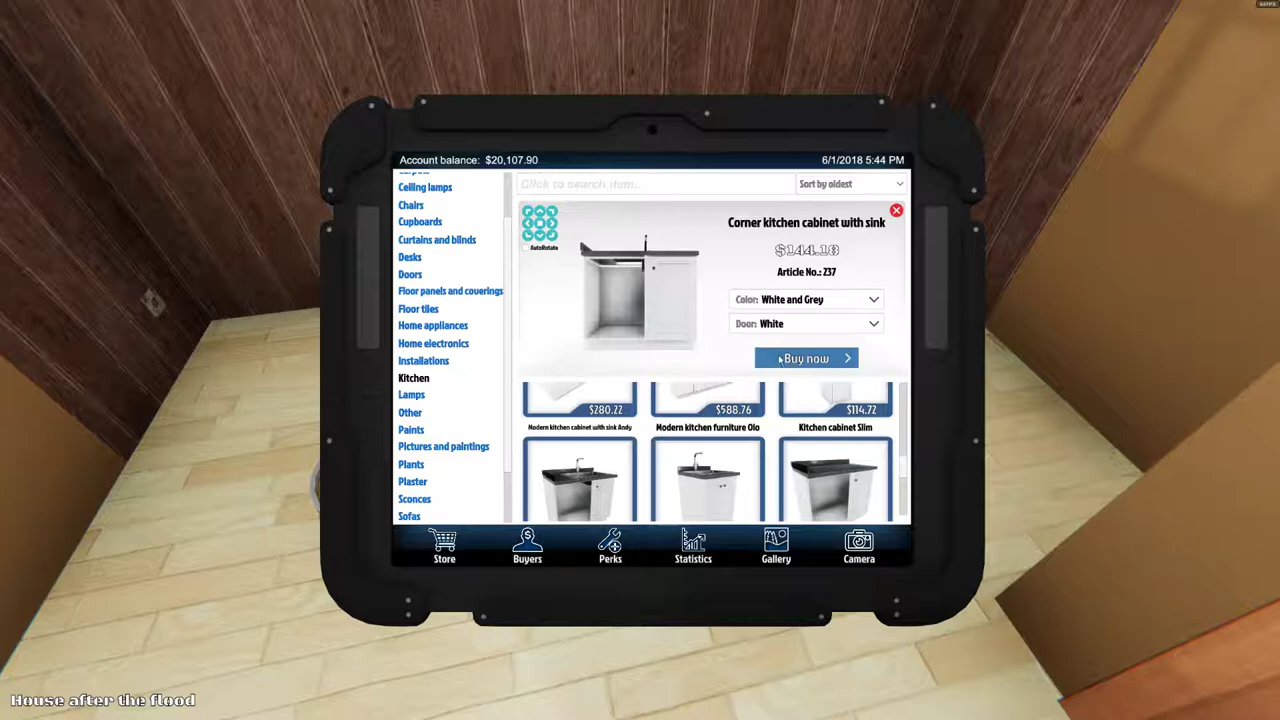 Account balance: $20,107.90
6/1/2018 5:44 PM
Ceiling lamps
Chairs
Cupboards
Curtains and blinds
Desks
Doors
Floor panels and coverings
Floor tiles
Home appliances
Home electronics
Installations
Kitchen
Lamps
Other
Paints
Pictures and paintings
Plants
Plaster
Sconces
Sofas
Click to search item..
Sort by oldest
AutoRotate
Corner kitchen cabinet with sink
$144.18
Article No.: Z37
Color: White and Grey
Door: White
Buy now
$280.22
$588.76
$114.72
Modern kitchen cabinet with sink Andy
Modern kitchen furniture Olo
Kitchen cabinet Slim
Store
Buyers
Perks
Statistics
Gallery
Camera
House after the flood